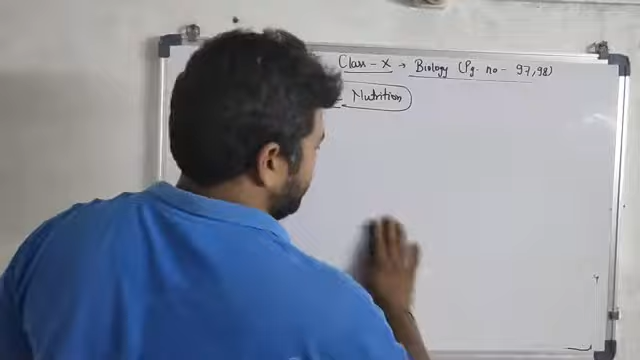 Class - X → Biology (Pg. no - 97,98)
Nutrition